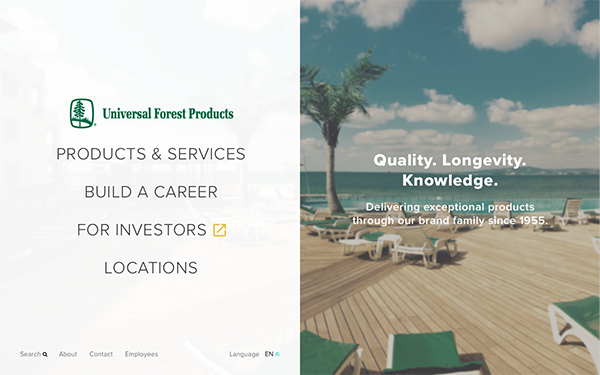 Universal Forest Products
PRODUCTS & SERVICES
BUILD A CAREER
FOR INVESTORS
LOCATIONS
Search
About
Contact
Employees
Language
EN
Quality. Longevity.
Knowledge.
Delivering exceptional products
through our brand family since 1955.